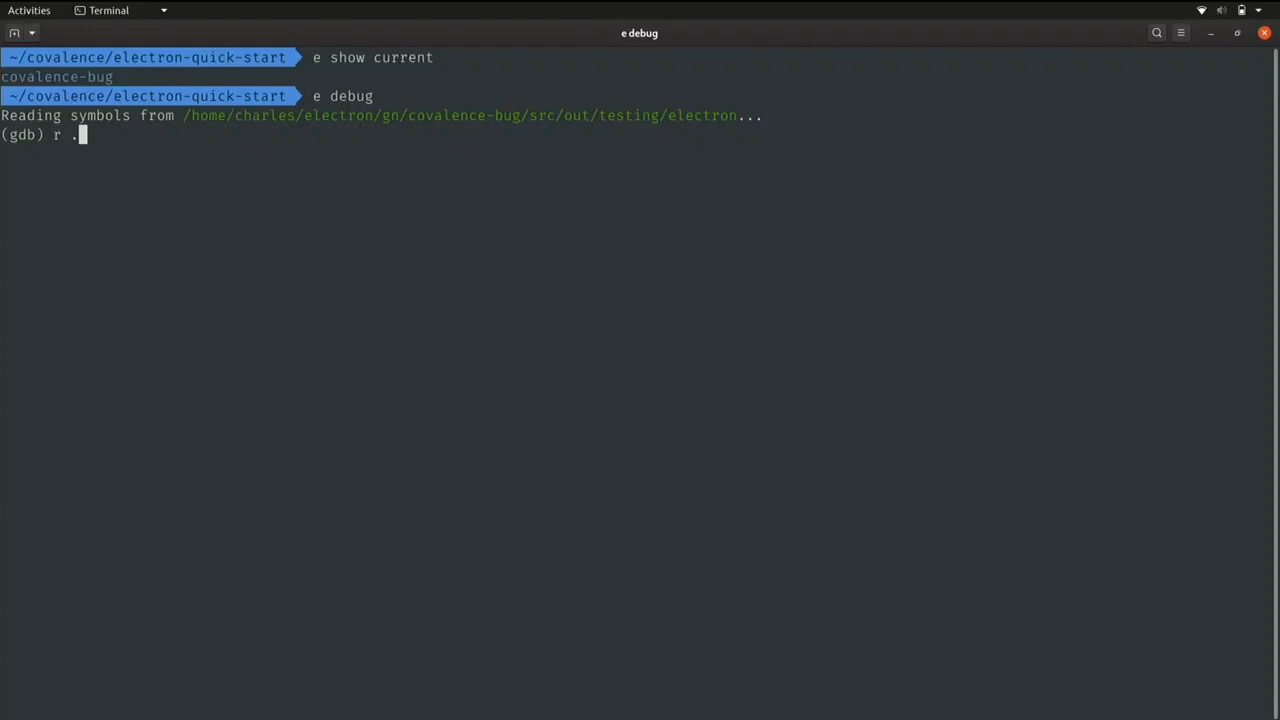 Activities Terminal
e debug
~/covalence/electron-quick-start e show current
covalence-bug
~/covalence/electron-quick-start e debug
Reading symbols from /home/charles/electron/gn/covalence-bug/src/out/testing/electron...
(gdb) r .